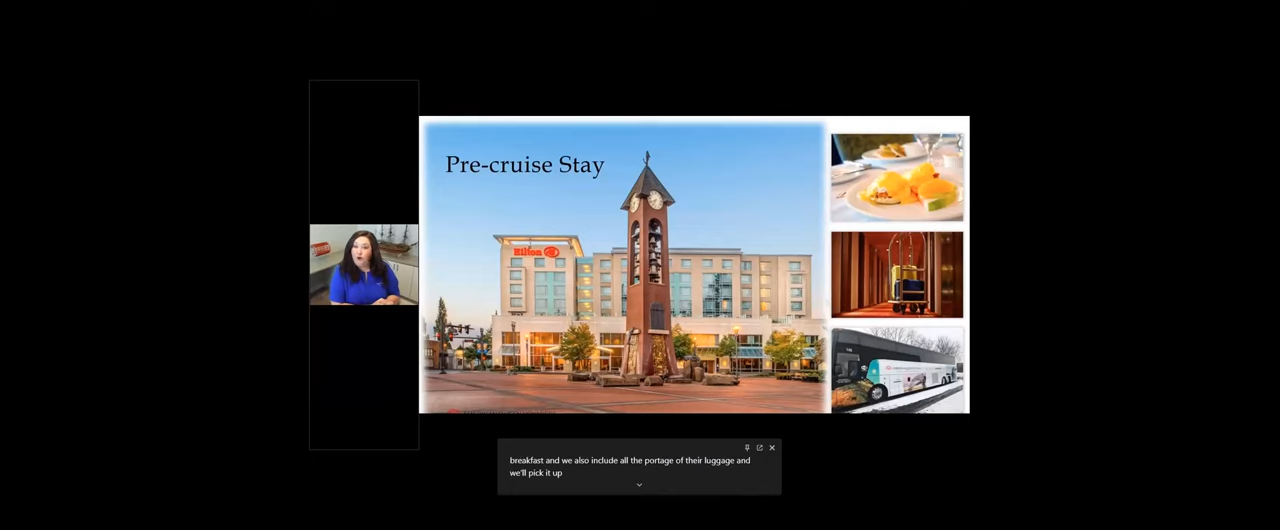 Pre-cruise Stay
Hilton
breakfast and we also include all the portage of their luggage and
we'll pick it up